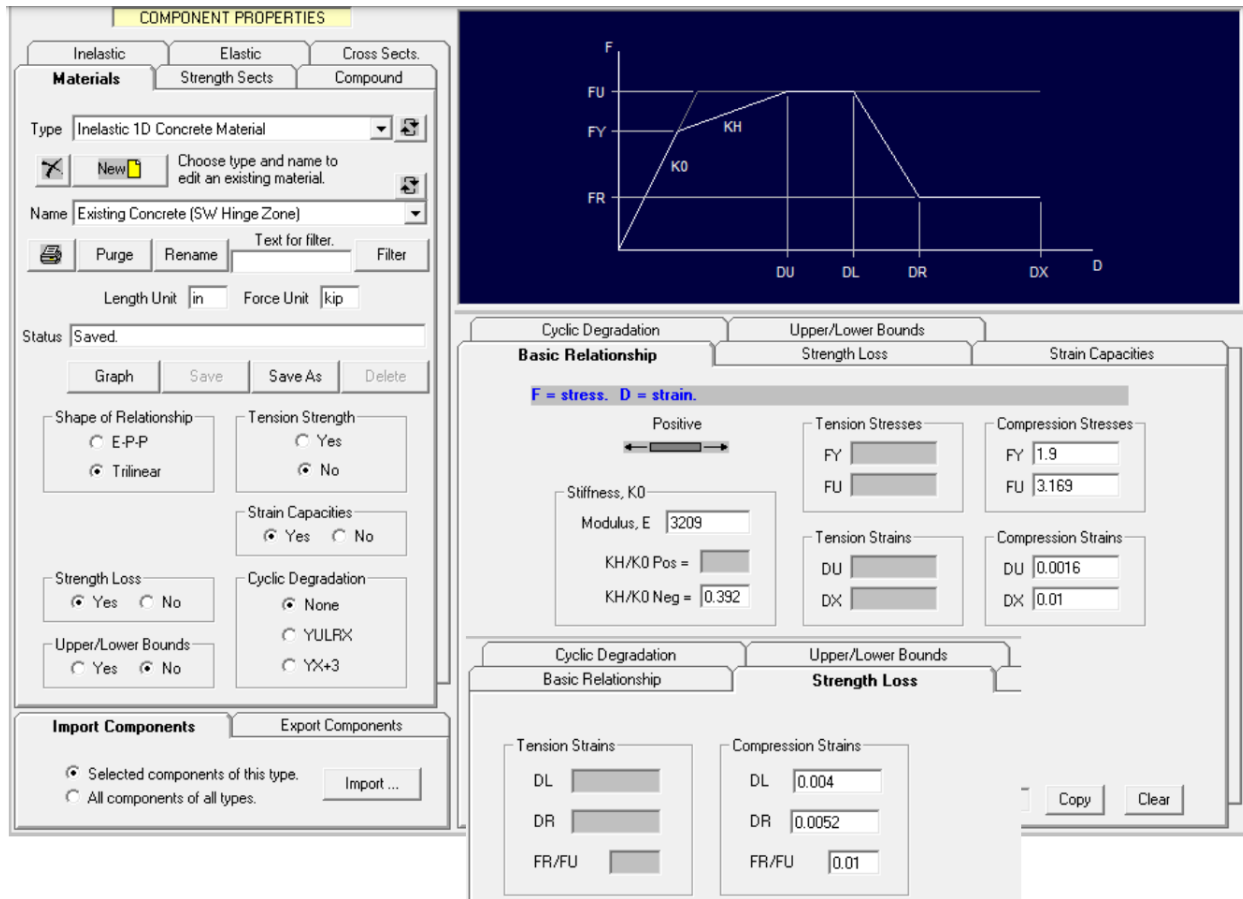 COMPONENT PROPERTIES
Inelastic Elastic Cross Sects.
Materials Strength Sects Compound
Type Inelastic 1D Concrete Material
New Choose type and name to
edit an existing material.
Name Existing Concrete (SW Hinge Zone)
Purge Rename Text for filter. Filter
Length Unit in Force Unit kip
Status Saved.
Graph Save Save As Delete
Shape of Relationship Tension Strength
E-P-P Yes
Trilinear No
Strain Capacities
Yes No
Strength Loss Cyclic Degradation
Yes No None
YULRX
Upper/Lower Bounds
Yes No YX+3
Import Components Export Components
Selected components of this type. Import ...
All components of all types.
F
FU
FY KH
K0
FR
DU DL DR DX D
Cyclic Degradation Upper/Lower Bounds
Basic Relationship Strength Loss Strain Capacities
F = stress. D = strain.
Positive Tension Stresses Compression Stresses
FY FY 1.9
FU FU 3.169
Stiffness, K0
Modulus, E 3209
Tension Strains Compression Strains
KH/K0 Pos = DU DU 0.0016
KH/K0 Neg = 0.392 DX DX 0.01
Cyclic Degradation Upper/Lower Bounds
Basic Relationship Strength Loss
Tension Strains Compression Strains
DL DL 0.004
Copy Clear
DR DR 0.0052
FR/FU FR/FU 0.01